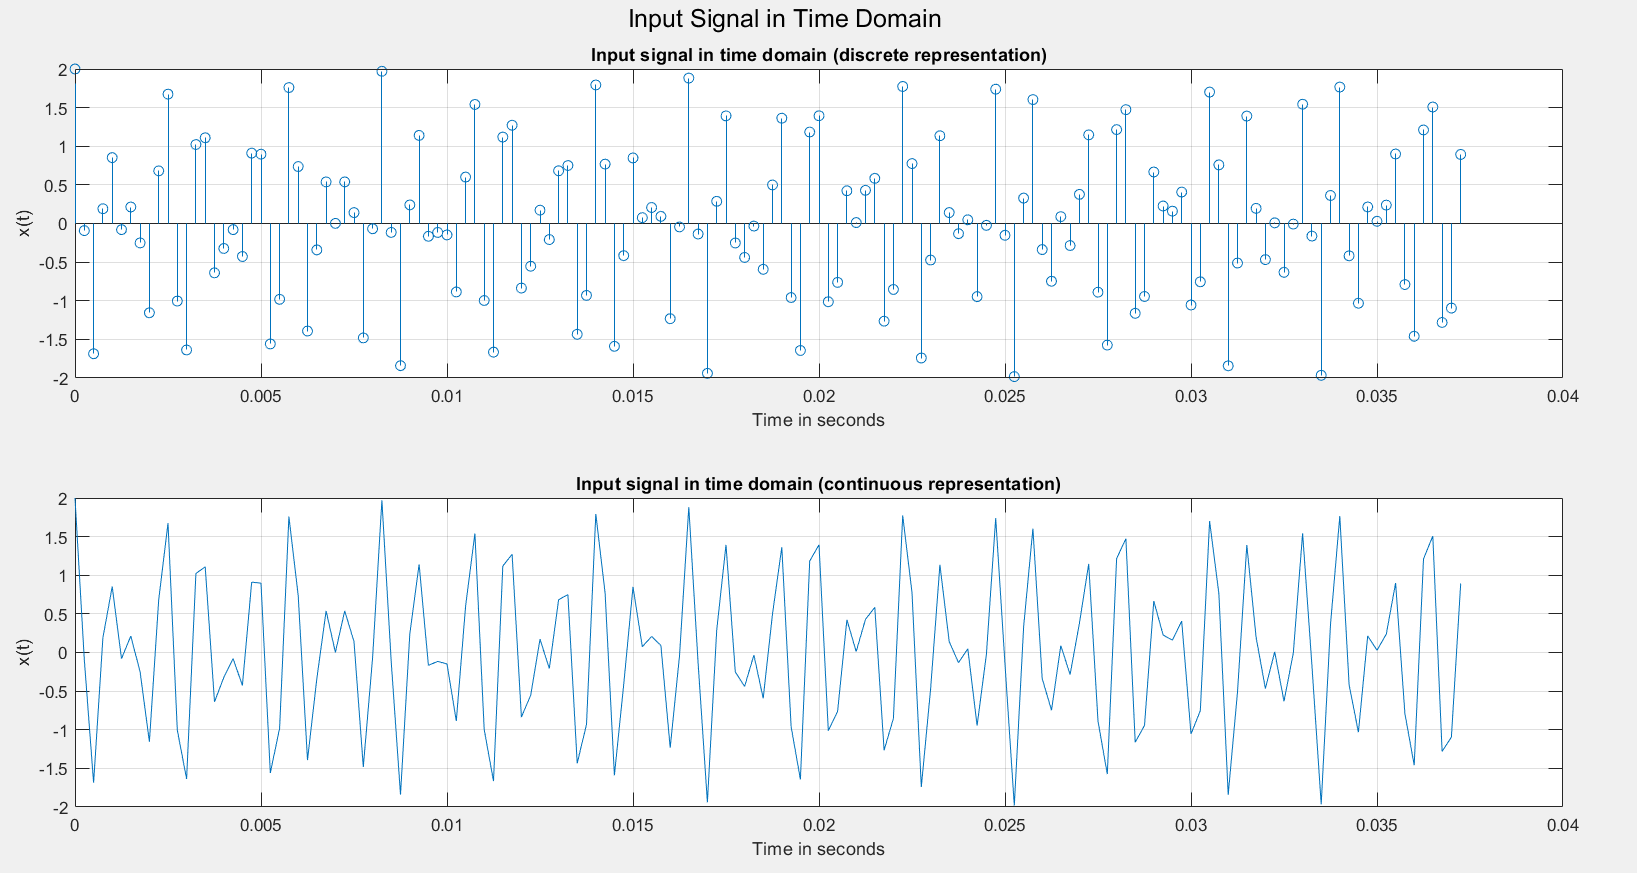 Input Signal in Time Domain
Input signal in time domain (discrete representation)
2
1.5
1
0.5
0
-0.5
-1
-1.5
-2
x(t)
0 0.005 0.01 0.015 0.02 0.025 0.03 0.035 0.04
Time in seconds
Input signal in time domain (continuous representation)
2
1.5
1
0.5
0
-0.5
-1
-1.5
-2
x(t)
0 0.005 0.01 0.015 0.02 0.025 0.03 0.035 0.04
Time in seconds